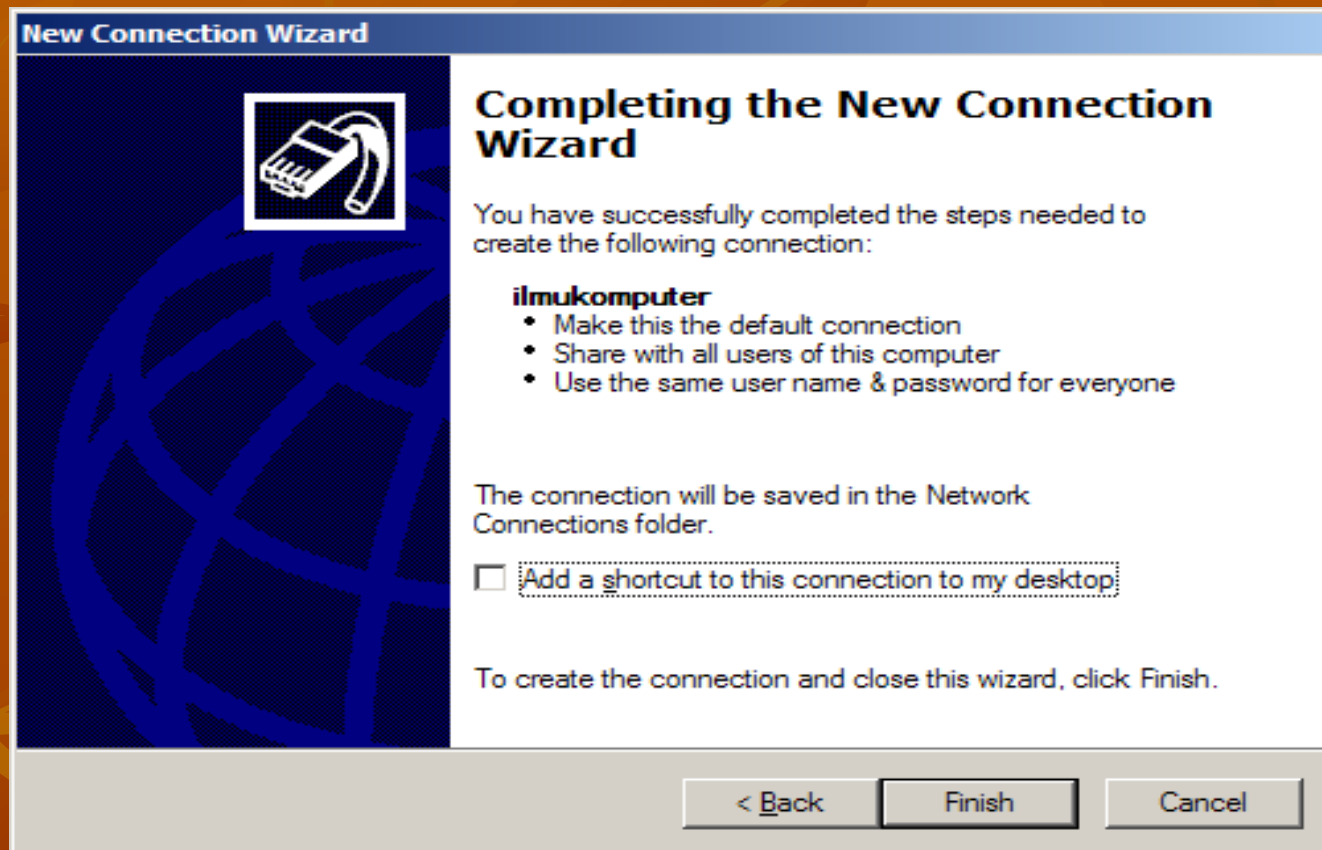 New Connection Wizard
Completing the New Connection
Wizard
You have successfully completed the steps needed to
create the following connection:
ilmukomputer
• Make this the default connection
• Share with all users of this computer
• Use the same user name & password for everyone
The connection will be saved in the Network
Connections folder.
Add a shortcut to this connection to my desktop
To create the connection and close this wizard, click Finish.
< Back Finish Cancel